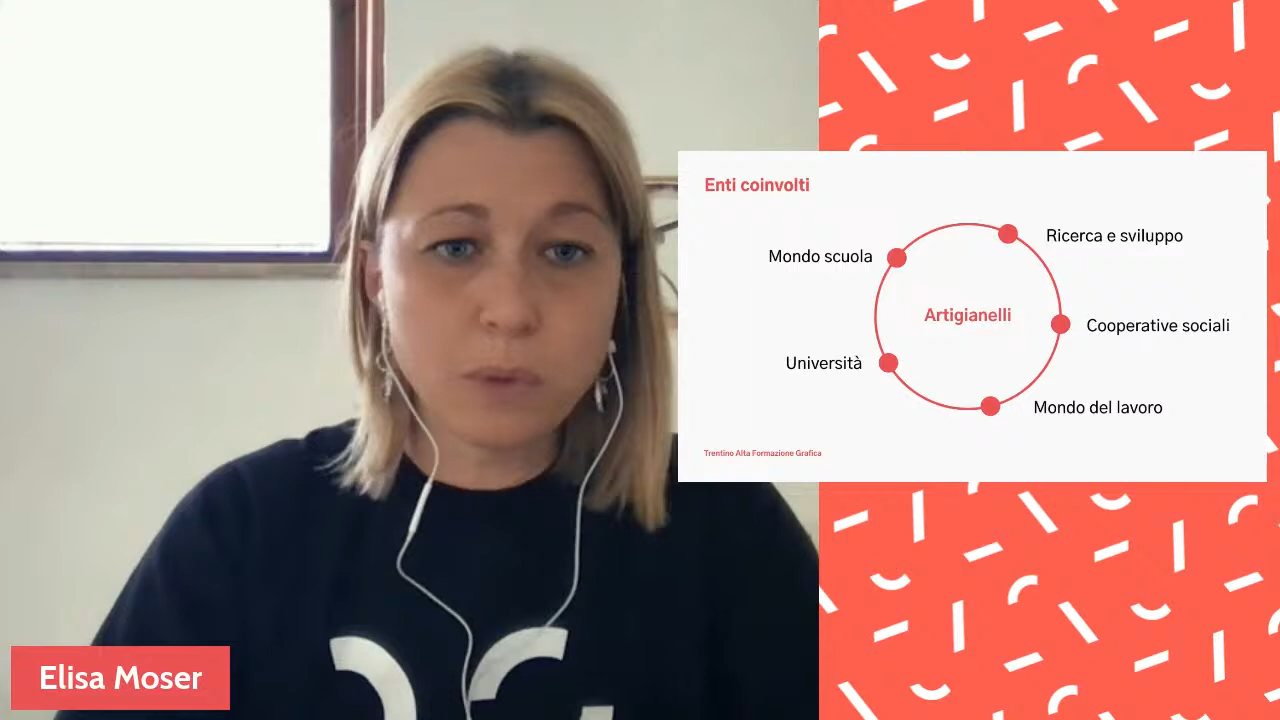 Enti coinvolti
Ricerca e sviluppo
Mondo scuola
Artigianelli
Cooperative sociali
Università
Mondo del lavoro
Trentino Alta Formazione Grafica
Elisa Moser